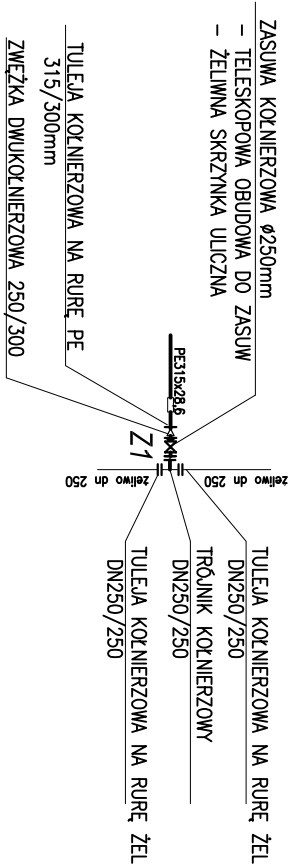 ZASUWA KOŁNIERZOWA ø250mm
- TELESKOPOWA OBUDOWA DO ZASUW
- ŻELIWNA SKRZYNKA ULICZNA
TULEJA KOŁNIERZOWA NA RURĘ PE
315/300mm
ZWĘŻKA DWUKOŁNIERZOWA 250/300
PE315x28,6
Z1
żeliwo dn 250
żeliwo dn 250
TULEJA KOŁNIERZOWA NA RURĘ ŻEL
DN250/250
TRÓJNIK KOŁNIERZOWY
DN250/250
TULEJA KOŁNIERZOWA NA RURĘ ŻEL
DN250/250